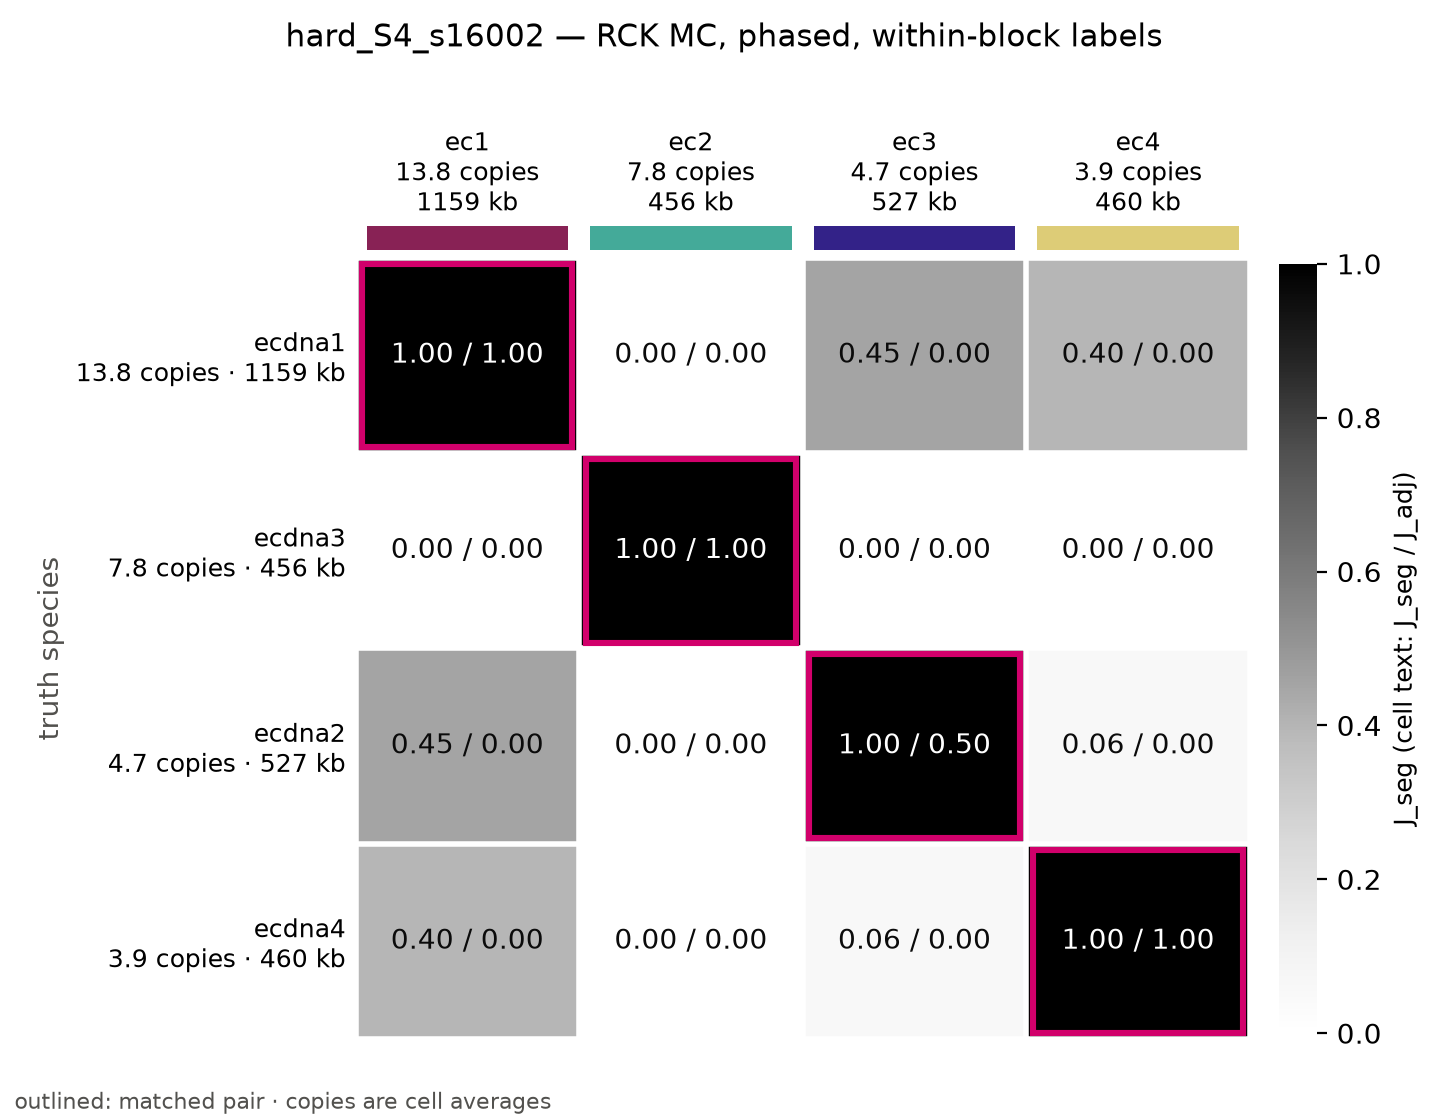 hard_S4_s16002 — RCK MC, phased, within-block labels
ec1
13.8 copies
1159 kb
ec2
7.8 copies
456 kb
ec3
4.7 copies
527 kb
ec4
3.9 copies
460 kb
truth species
ecdna1
13.8 copies · 1159 kb
1.00 / 1.00
0.00 / 0.00
0.45 / 0.00
0.40 / 0.00
ecdna3
7.8 copies · 456 kb
0.00 / 0.00
1.00 / 1.00
0.00 / 0.00
0.00 / 0.00
ecdna2
4.7 copies · 527 kb
0.45 / 0.00
0.00 / 0.00
1.00 / 0.50
0.06 / 0.00
ecdna4
3.9 copies · 460 kb
0.40 / 0.00
0.00 / 0.00
0.06 / 0.00
1.00 / 1.00
1.0
0.8
0.6
0.4
0.2
0.0
J_seg (cell text: J_seg / J_adj)
outlined: matched pair · copies are cell averages